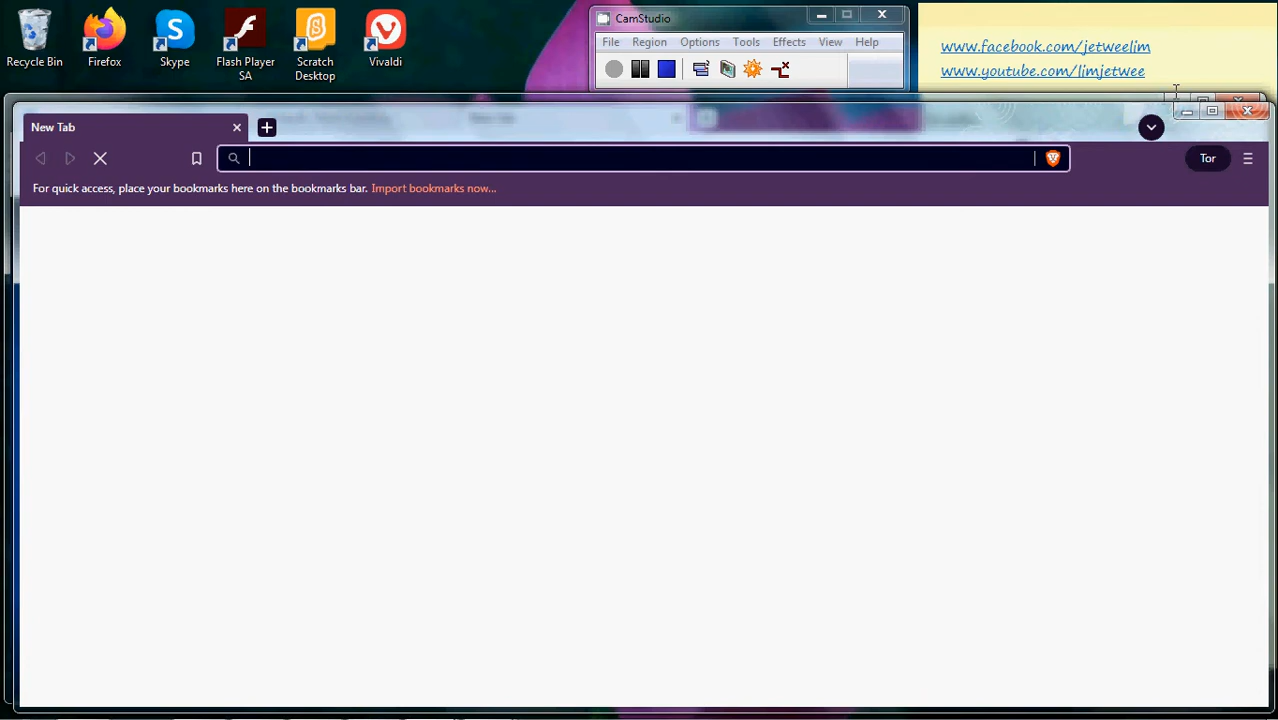 Recycle Bin
Firefox
Skype
Flash Player
SA
Scratch
Desktop
Vivaldi
CamStudio
File Region Options Tools Effects View Help
www.facebook.com/jetweelim
www.youtube.com/limjetwee
New Tab
Tor
For quick access, place your bookmarks here on the bookmarks bar. Import bookmarks now...